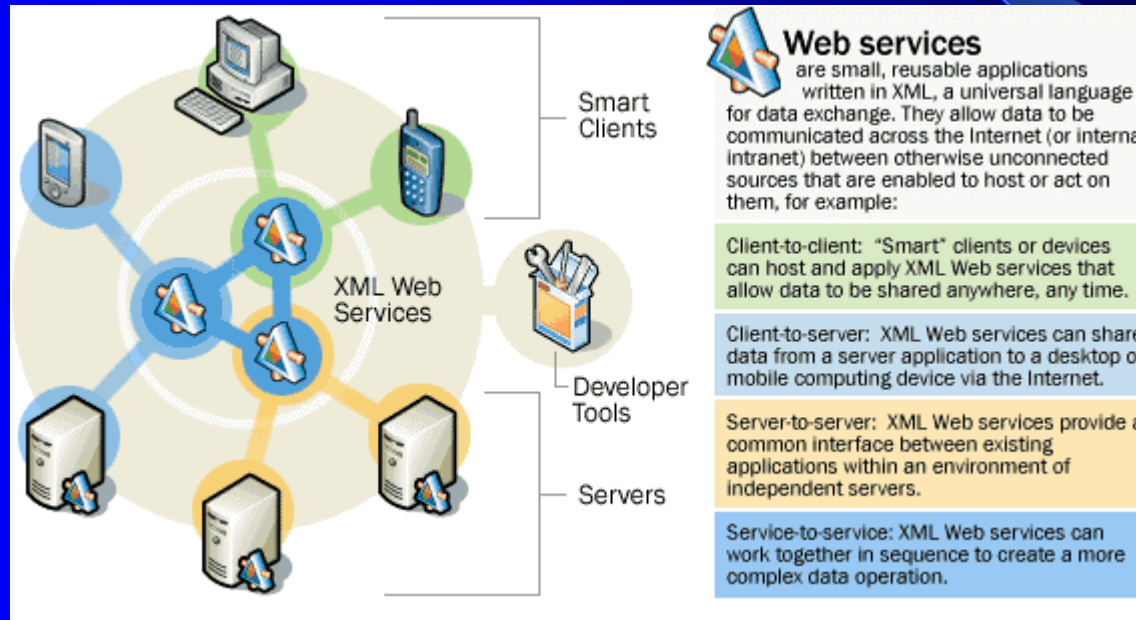 Smart
Clients
XML Web
Services
Developer
Tools
Servers
Web services
are small, reusable applications
written in XML, a universal language
for data exchange. They allow data to be
communicated across the Internet (or interna
intranet) between otherwise unconnected
sources that are enabled to host or act on
them, for example:
Client-to-client: “Smart” clients or devices
can host and apply XML Web services that
allow data to be shared anywhere, any time.
Client-to-server: XML Web services can share
data from a server application to a desktop o
mobile computing device via the Internet.
Server-to-server: XML Web services provide a
common interface between existing
applications within an environment of
independent servers.
Service-to-service: XML Web services can
work together in sequence to create a more
complex data operation.